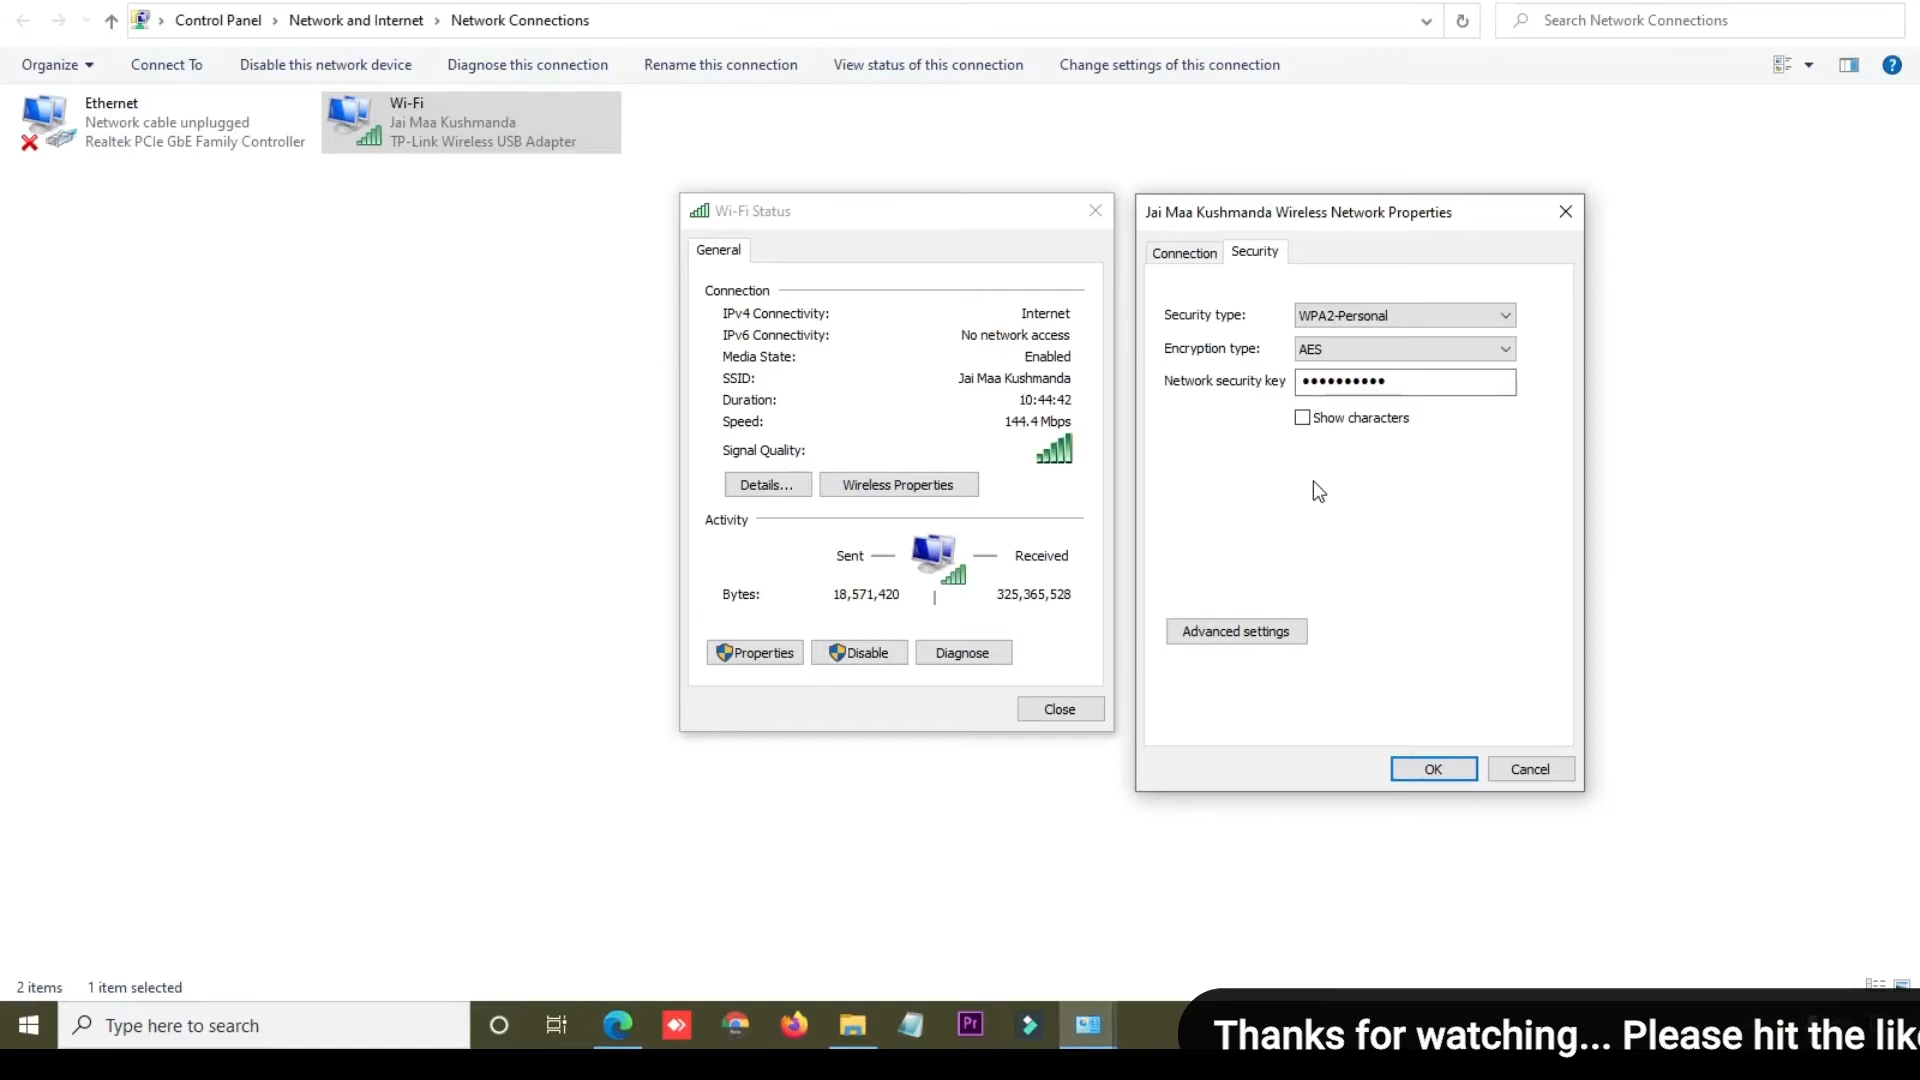 Control Panel › Network and Internet › Network Connections
Search Network Connections
Organize
Connect To
Disable this network device
Diagnose this connection
Rename this connection
View status of this connection
Change settings of this connection
Ethernet
Network cable unplugged
Realtek PCIe GbE Family Controller
Wi-Fi
Jai Maa Kushmanda
TP-Link Wireless USB Adapter
Wi-Fi Status
General
Connection
IPv4 Connectivity: Internet
IPv6 Connectivity: No network access
Media State: Enabled
SSID: Jai Maa Kushmanda
Duration: 10:44:42
Speed: 144.4 Mbps
Signal Quality:
Details...
Wireless Properties
Activity
Sent — — Received
Bytes: 18,571,420 | 325,365,528
Properties
Disable
Diagnose
Close
Jai Maa Kushmanda Wireless Network Properties
Connection
Security
Security type: WPA2-Personal
Encryption type: AES
Network security key ••••••••••
Show characters
Advanced settings
OK
Cancel
2 items
1 item selected
Type here to search
Pr
Thanks for watching... Please hit the lik